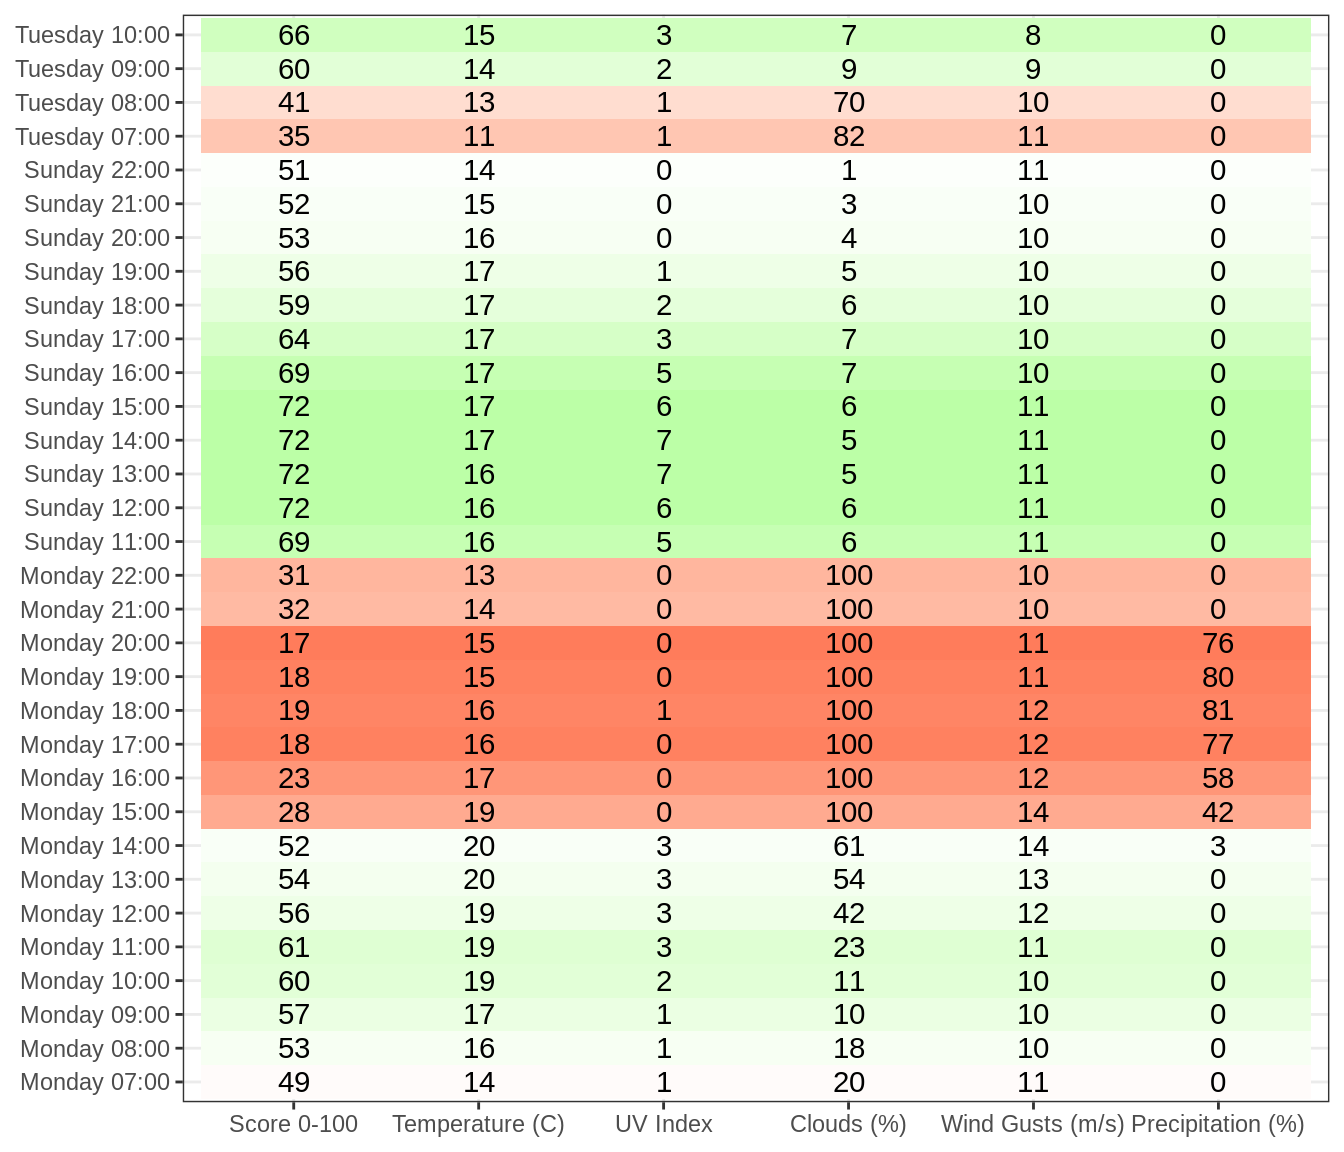 Tuesday 10:00 66 15 3 7 8 0
Tuesday 09:00 60 14 2 9 9 0
Tuesday 08:00 41 13 1 70 10 0
Tuesday 07:00 35 11 1 82 11 0
Sunday 22:00 51 14 0 1 11 0
Sunday 21:00 52 15 0 3 10 0
Sunday 20:00 53 16 0 4 10 0
Sunday 19:00 56 17 1 5 10 0
Sunday 18:00 59 17 2 6 10 0
Sunday 17:00 64 17 3 7 10 0
Sunday 16:00 69 17 5 7 10 0
Sunday 15:00 72 17 6 6 11 0
Sunday 14:00 72 17 7 5 11 0
Sunday 13:00 72 16 7 5 11 0
Sunday 12:00 72 16 6 6 11 0
Sunday 11:00 69 16 5 6 11 0
Monday 22:00 31 13 0 100 10 0
Monday 21:00 32 14 0 100 10 0
Monday 20:00 17 15 0 100 11 76
Monday 19:00 18 15 0 100 11 80
Monday 18:00 19 16 1 100 12 81
Monday 17:00 18 16 0 100 12 77
Monday 16:00 23 17 0 100 12 58
Monday 15:00 28 19 0 100 14 42
Monday 14:00 52 20 3 61 14 3
Monday 13:00 54 20 3 54 13 0
Monday 12:00 56 19 3 42 12 0
Monday 11:00 61 19 3 23 11 0
Monday 10:00 60 19 2 11 10 0
Monday 09:00 57 17 1 10 10 0
Monday 08:00 53 16 1 18 10 0
Monday 07:00 49 14 1 20 11 0
Score 0-100 Temperature (C) UV Index Clouds (%) Wind Gusts (m/s) Precipitation (%)